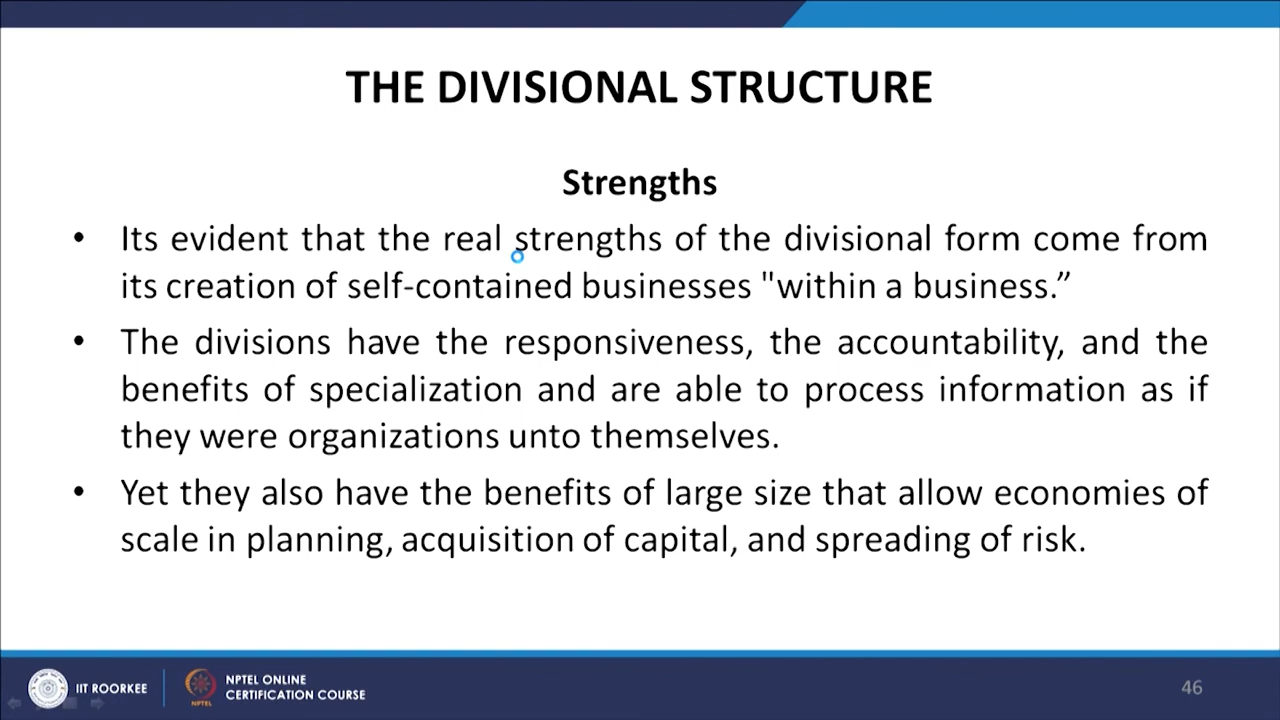 THE DIVISIONAL STRUCTURE
Strengths
• Its evident that the real strengths of the divisional form come from
its creation of self-contained businesses "within a business.”
• The divisions have the responsiveness, the accountability, and the
benefits of specialization and are able to process information as if
they were organizations unto themselves.
• Yet they also have the benefits of large size that allow economies of
scale in planning, acquisition of capital, and spreading of risk.
IIT ROORKEE
NPTEL
NPTEL ONLINE
CERTIFICATION COURSE
46